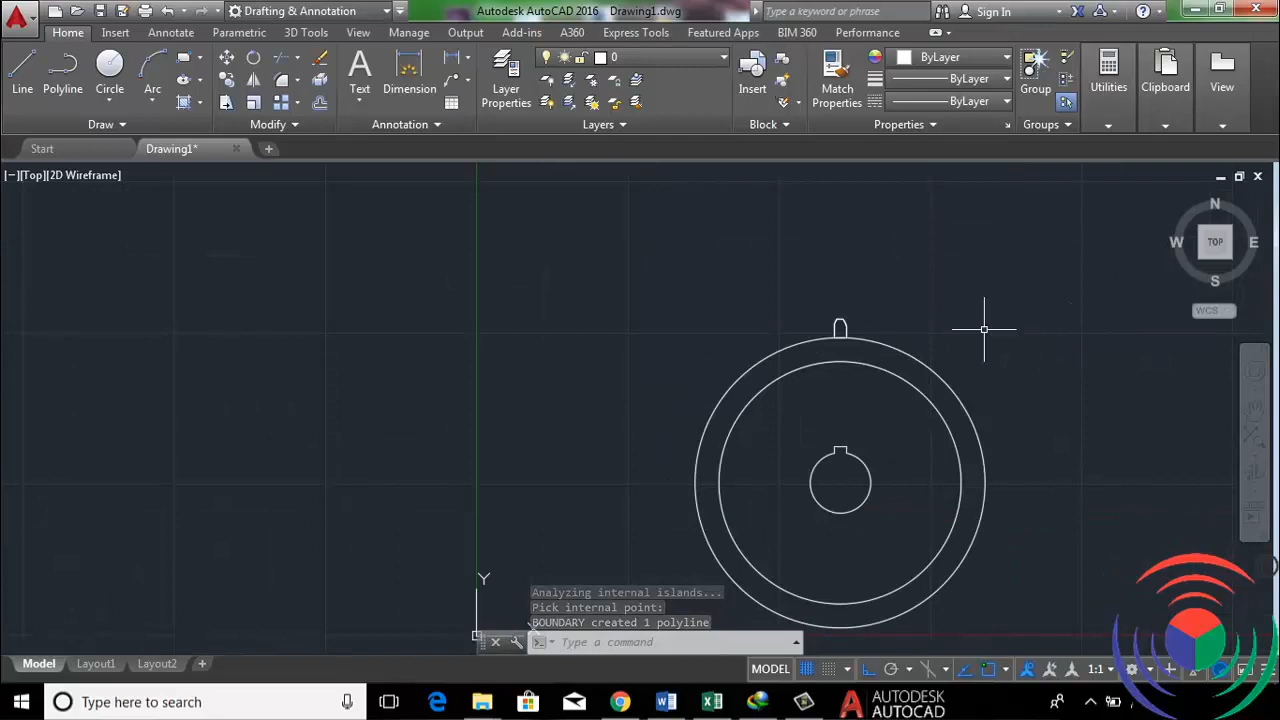 Drafting & Annotation
Autodesk AutoCAD 2016 Drawing1.dwg
Type a keyword or phrase
Sign In
Home Insert Annotate Parametric 3D Tools View Manage Output Add-ins A360 Express Tools Featured Apps BIM 360 Performance
Line Polyline Circle Arc
Text Dimension
Layer Properties
0
Insert
Match Properties
ByLayer
ByLayer
ByLayer
Group
Utilities Clipboard View
Draw Modify Annotation Layers Block Properties Groups
Start Drawing1*
[−][Top][2D Wireframe]
N
W TOP E
S
WCS
Y
Analyzing internal islands...
Pick internal point:
BOUNDARY created 1 polyline
Type a command
Model Layout1 Layout2
MODEL 1:1
Type here to search
AUTODESK
AUTOCAD